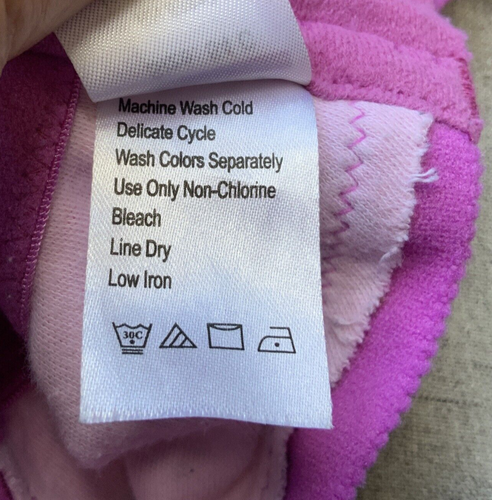 Machine Wash Cold
Delicate Cycle
Wash Colors Separately
Use Only Non-Chlorine
Bleach
Line Dry
Low Iron
30C